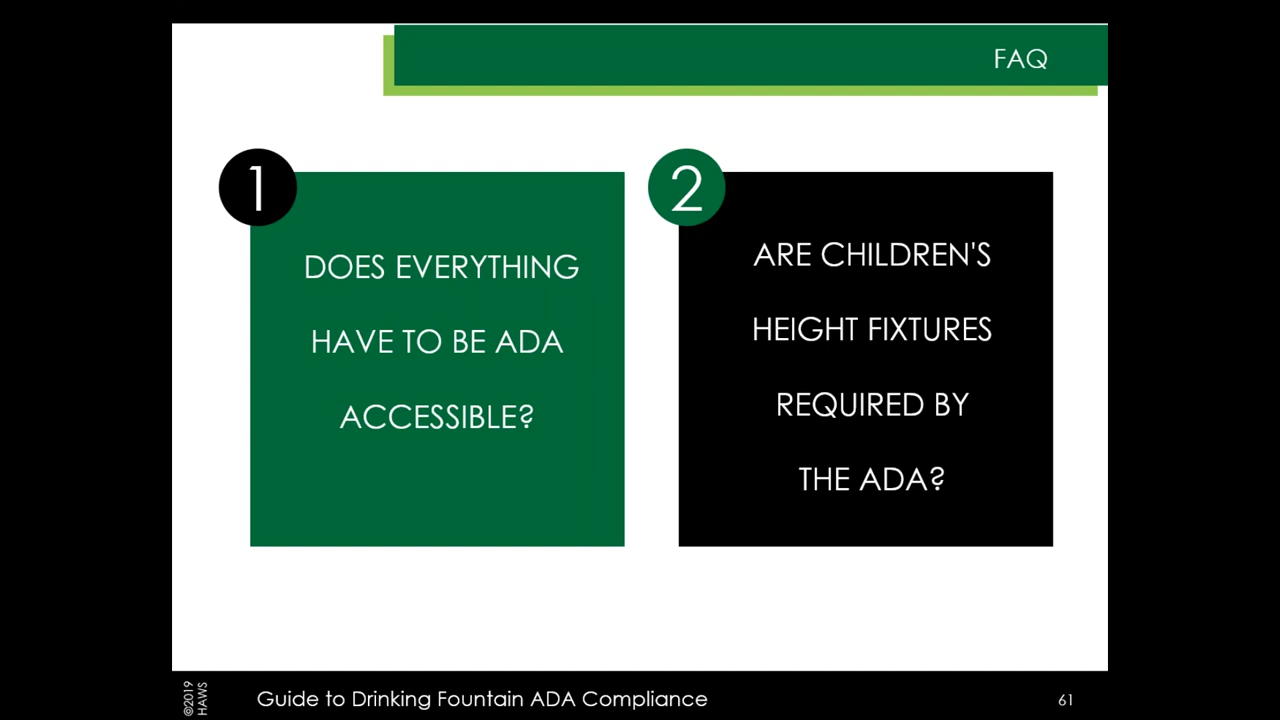 FAQ
1
DOES EVERYTHING
HAVE TO BE ADA
ACCESSIBLE?
2
ARE CHILDREN'S
HEIGHT FIXTURES
REQUIRED BY
THE ADA?
©2019
HAWS
Guide to Drinking Fountain ADA Compliance
61